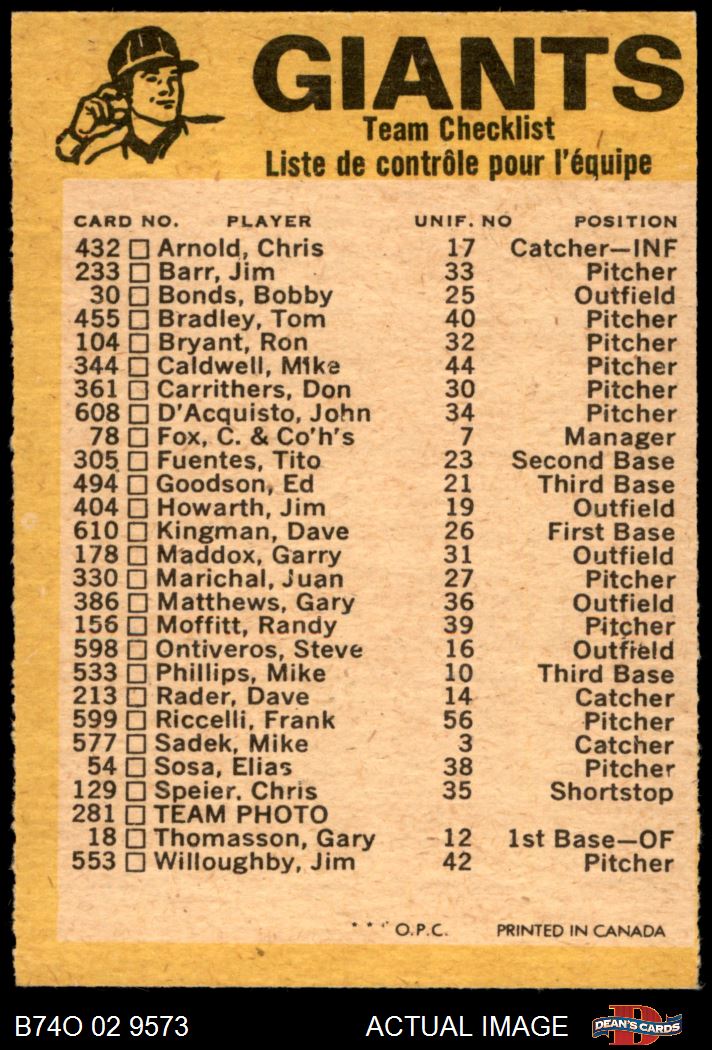 GIANTS
Team Checklist
Liste de contrôle pour l'équipe
CARD NO. PLAYER UNIF. NO POSITION
432 □ Arnold, Chris 17 Catcher—INF
233 □ Barr, Jim 33 Pitcher
30 □ Bonds, Bobby 25 Outfield
455 □ Bradley, Tom 40 Pitcher
104 □ Bryant, Ron 32 Pitcher
344 □ Caldwell, Mike 44 Pitcher
361 □ Carrithers, Don 30 Pitcher
608 □ D'Acquisto, John 34 Pitcher
78 □ Fox, C. & Co'h's 7 Manager
305 □ Fuentes, Tito 23 Second Base
494 □ Goodson, Ed 21 Third Base
404 □ Howarth, Jim 19 Outfield
610 □ Kingman, Dave 26 First Base
178 □ Maddox, Garry 31 Outfield
330 □ Marichal, Juan 27 Pitcher
386 □ Matthews, Gary 36 Outfield
156 □ Moffitt, Randy 39 Pitcher
598 □ Ontiveros, Steve 16 Outfield
533 □ Phillips, Mike 10 Third Base
213 □ Rader, Dave 14 Catcher
599 □ Riccelli, Frank 56 Pitcher
577 □ Sadek, Mike 3 Catcher
54 □ Sosa, Elias 38 Pitcher
129 □ Speier, Chris 35 Shortstop
281 □ TEAM PHOTO
18 □ Thomasson, Gary 12 1st Base—OF
553 □ Willoughby, Jim 42 Pitcher
* * * O.P.C. PRINTED IN CANADA
B74O 02 9573 ACTUAL IMAGE D DEAN'S CARDS